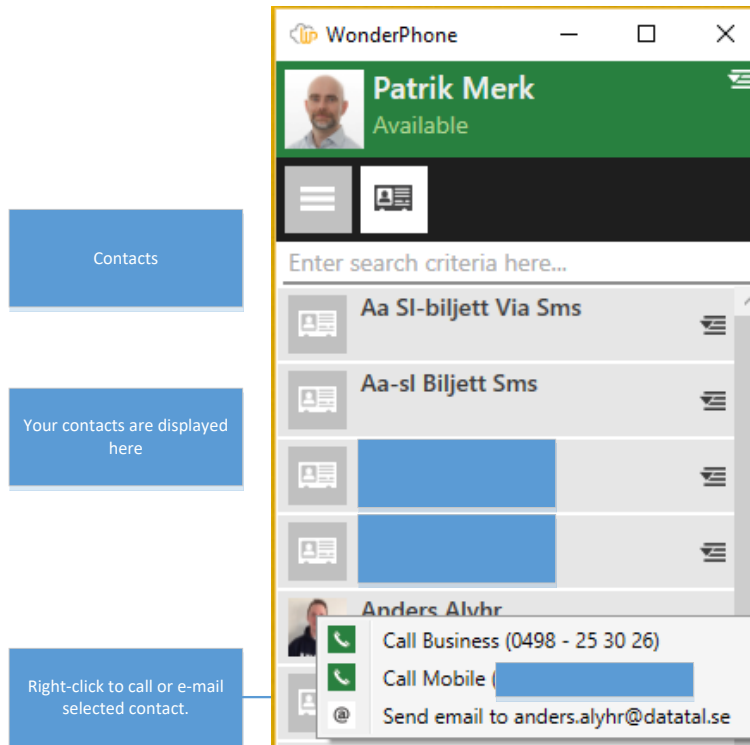 WonderPhone
Patrik Merk
Available
Contacts
Enter search criteria here...
Aa Sl-biljett Via Sms
Aa-sl Biljett Sms
Your contacts are displayed
here
Anders Alyhr
Call Business (0498 - 25 30 26)
Call Mobile (
Send email to anders.alyhr@datatal.se
Right-click to call or e-mail
selected contact.